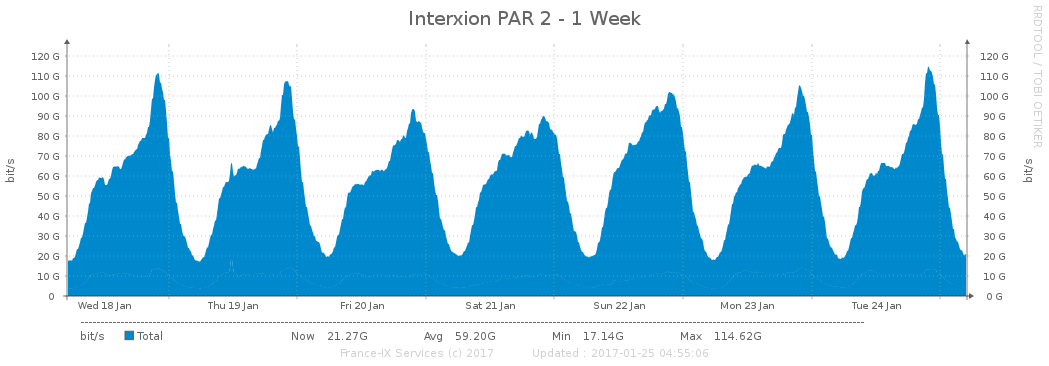 Interxion PAR 2 - 1 Week
RRDTOOL / TOBI OETIKER
120 G 120 G
110 G 110 G
100 G 100 G
90 G 90 G
80 G 80 G
70 G 70 G
60 G 60 G
50 G 50 G
40 G 40 G
30 G 30 G
20 G 20 G
10 G 10 G
0 0 G
bit/s
bit/s
Wed 18 Jan Thu 19 Jan Fri 20 Jan Sat 21 Jan Sun 22 Jan Mon 23 Jan Tue 24 Jan
bit/s Total Now 21.27G Avg 59.20G Min 17.14G Max 114.62G
France-IX Services (c) 2017 Updated : 2017-01-25 04:55:06